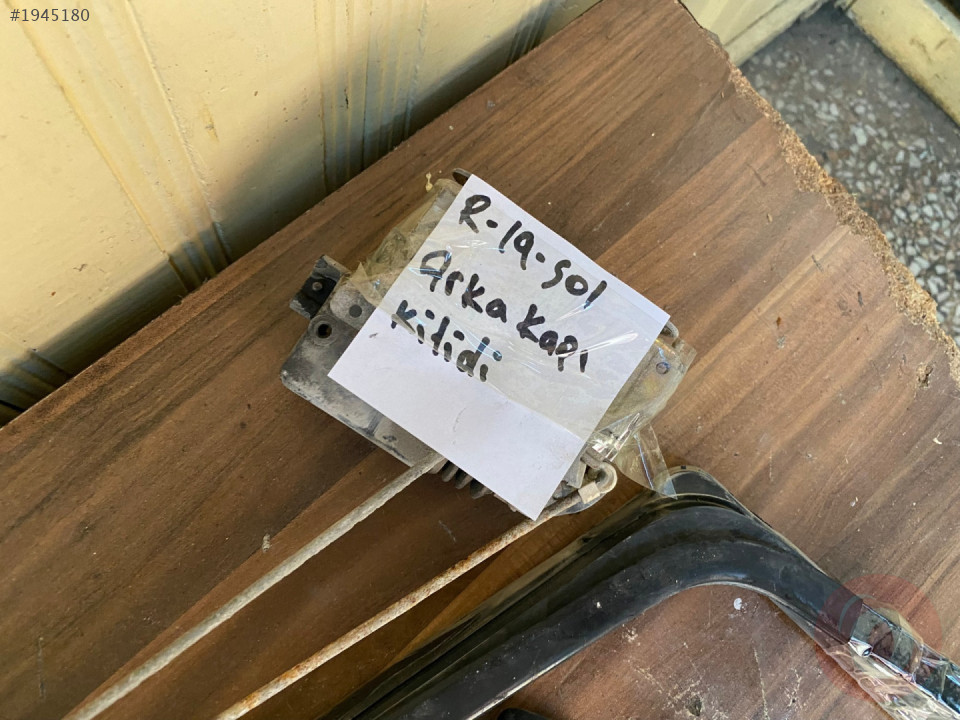 #1945180
R-19-sol
Arka kapı
kilidi